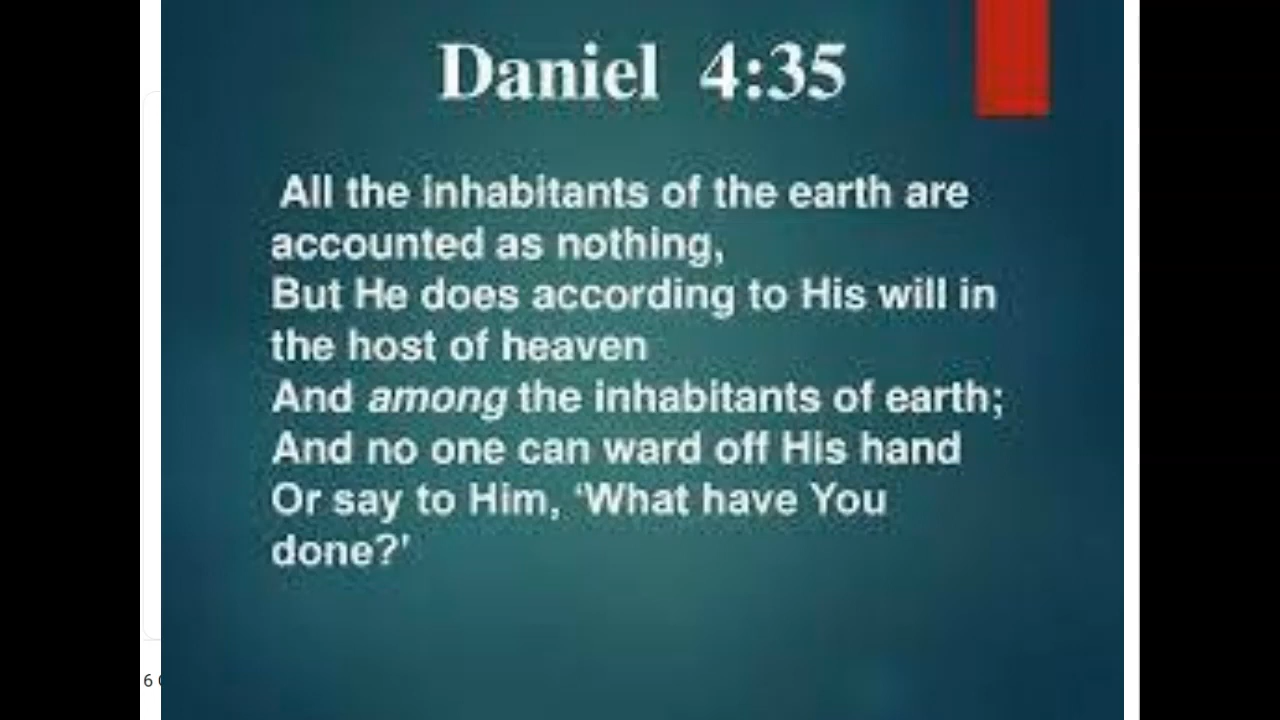 Daniel 4:35
All the inhabitants of the earth are
accounted as nothing,
But He does according to His will in
the host of heaven
And among the inhabitants of earth;
And no one can ward off His hand
Or say to Him, ‘What have You
done?’
6